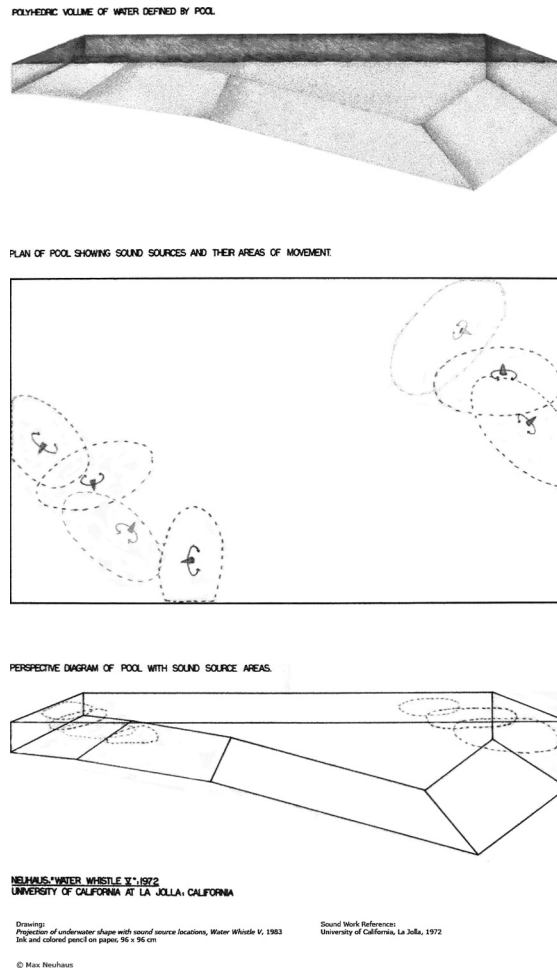 POLYHEDRIC VOLUME OF WATER DEFINED BY POOL
PLAN OF POOL SHOWING SOUND SOURCES AND THEIR AREAS OF MOVEMENT.
PERSPECTIVE DIAGRAM OF POOL WITH SOUND SOURCE AREAS.
NEUHAUS: "WATER WHISTLE V": 1972
UNIVERSITY OF CALIFORNIA AT LA JOLLA: CALIFORNIA
Drawing:
Projection of underwater shape with sound source locations, Water Whistle V, 1983
Ink and colored pencil on paper, 96 x 96 cm
Sound Work Reference:
University of California, La Jolla, 1972
© Max Neuhaus